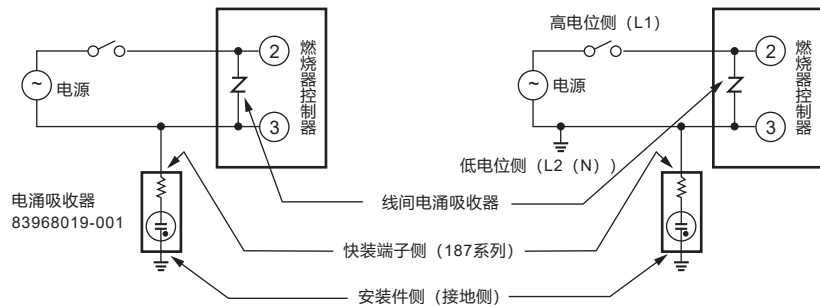 高电位侧（L1）
②
燃烧器控制器
~
电源
③
②
燃烧器控制器
~
电源
③
低电位侧（L2（N））
电涌吸收器
83968019-001
线间电涌吸收器
快装端子侧（187系列）
安装件侧（接地侧）